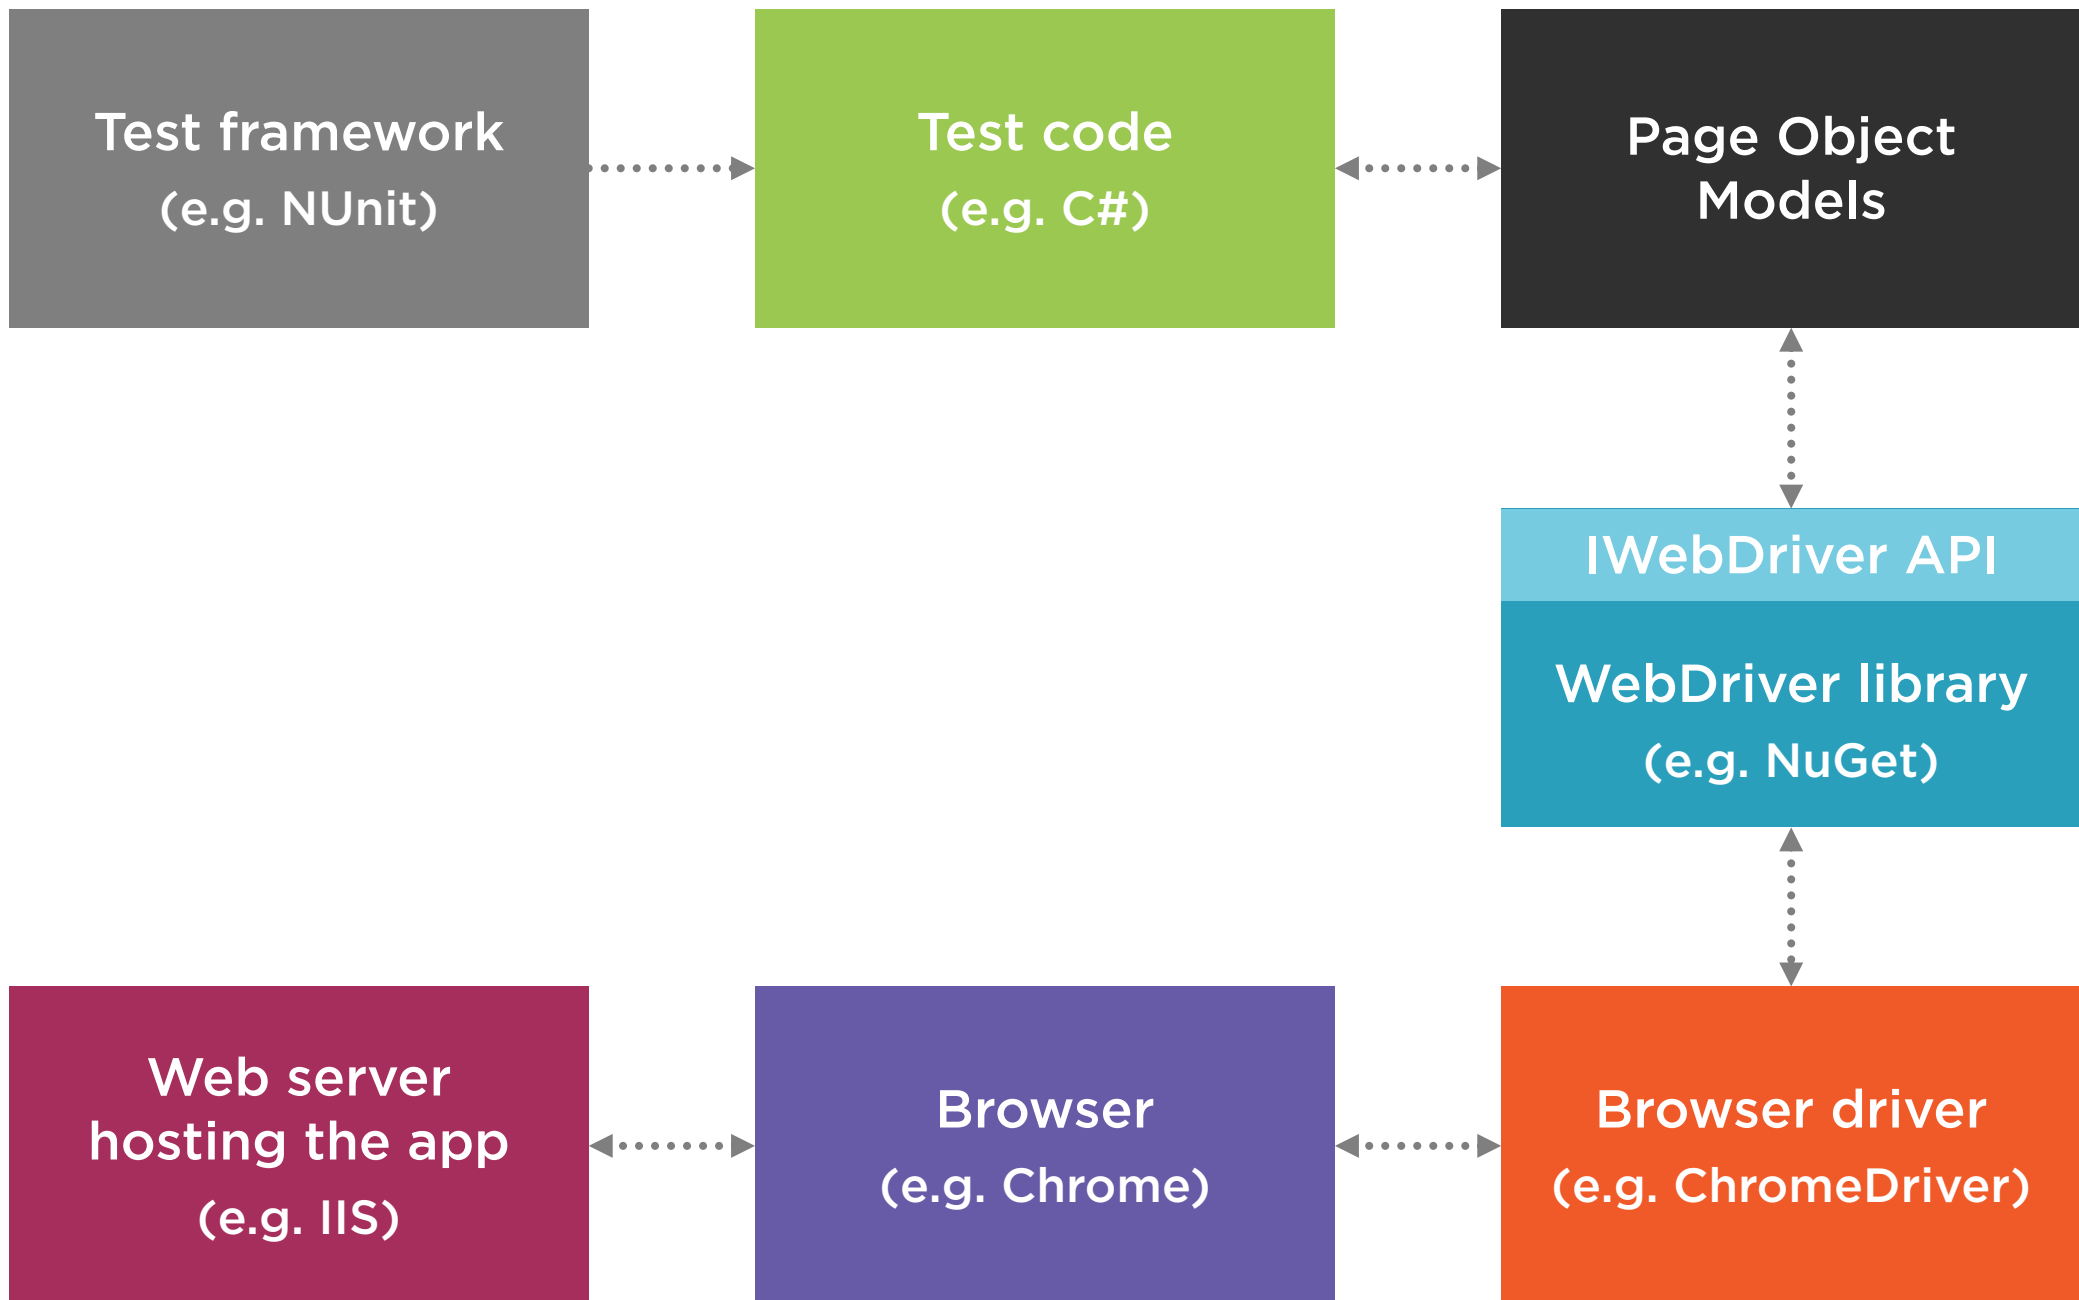 Test framework
(e.g. NUnit)
Test code
(e.g. C#)
Page Object
Models
IWebDriver API
WebDriver library
(e.g. NuGet)
Web server
hosting the app
(e.g. IIS)
Browser
(e.g. Chrome)
Browser driver
(e.g. ChromeDriver)